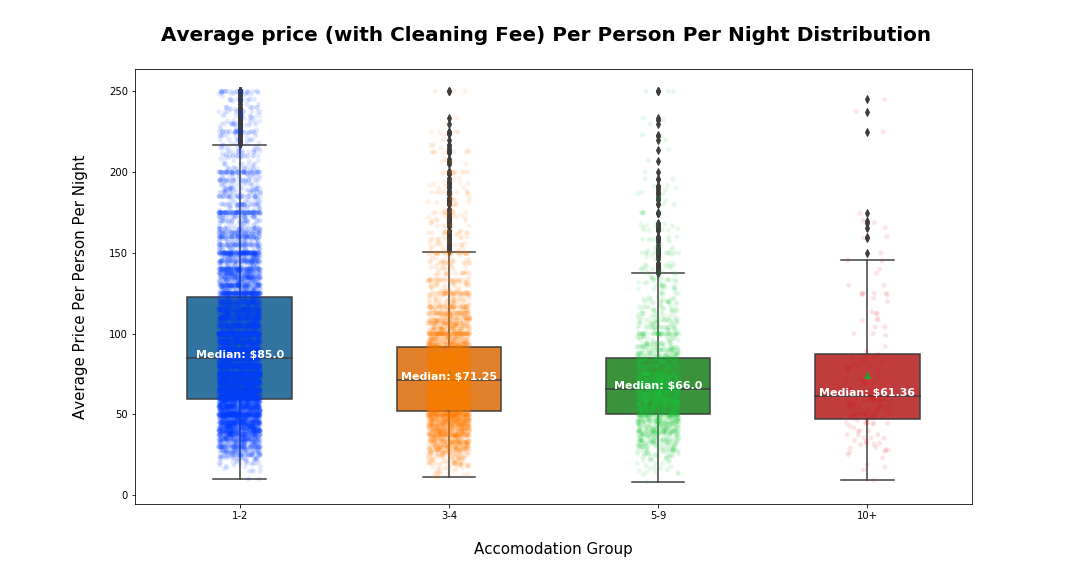 Average price (with Cleaning Fee) Per Person Per Night Distribution
Average Price Per Person Per Night
250
200
150
100
50
0
Median: $85.0
Median: $71.25
Median: $66.0
Median: $61.36
1-2
3-4
5-9
10+
Accomodation Group